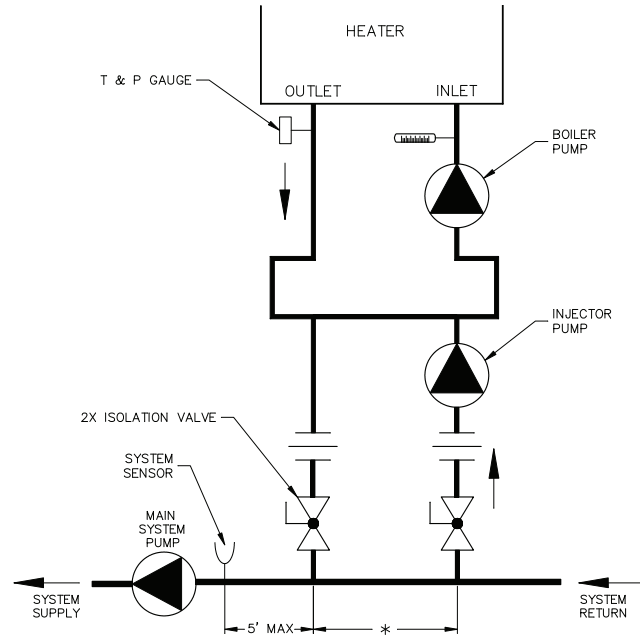 HEATER
T & P GAUGE
OUTLET
INLET
BOILER
PUMP
INJECTOR
PUMP
2X ISOLATION VALVE
SYSTEM
SENSOR
MAIN
SYSTEM
PUMP
SYSTEM
SUPPLY
5' MAX
*
SYSTEM
RETURN